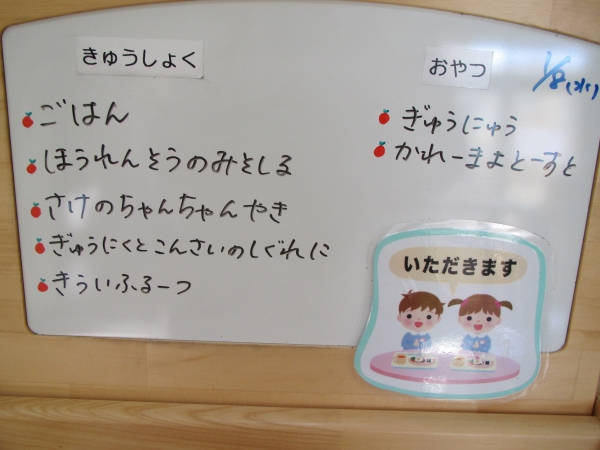 きゅうしょく
ごはん
ほうれんそうのみそしる
さけのちゃんちゃんやき
ぎゅうにくとこんさいのしぐれに
きういふるーつ
おやつ
1/8(水)
ぎゅうにゅう
かれーまよとーすと
いただきます